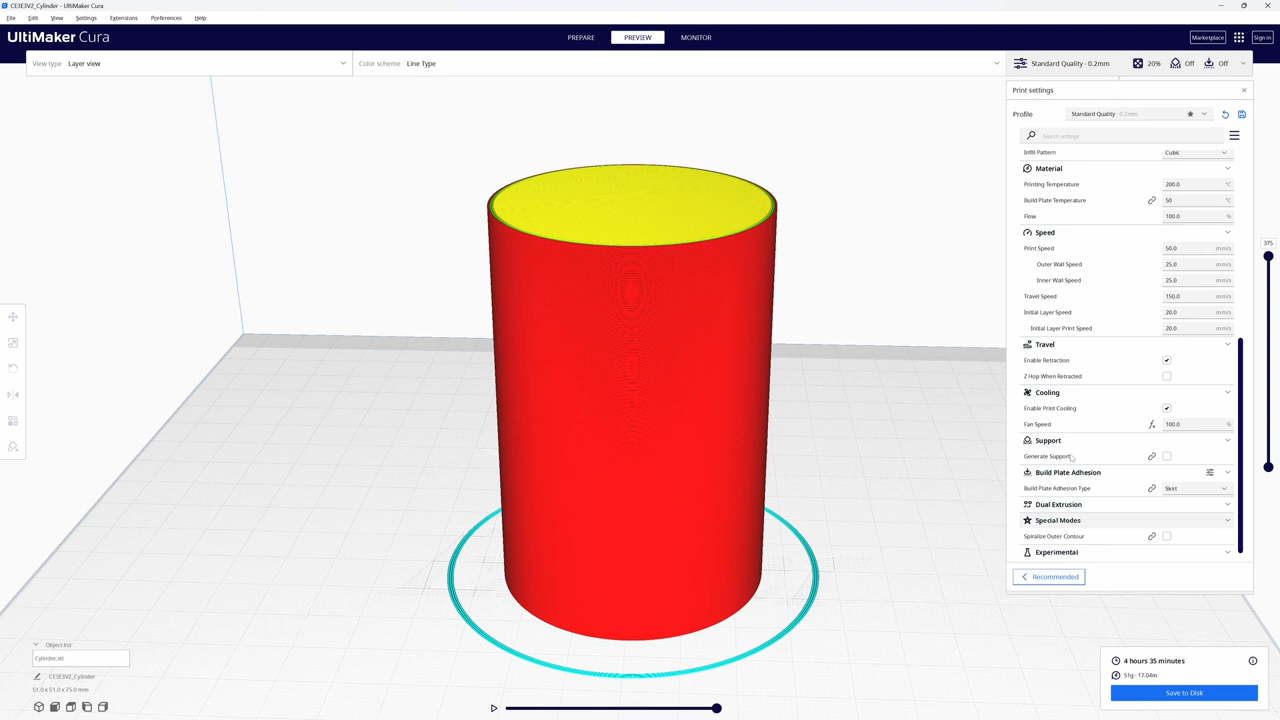 CE3E3V2_Cylinder - UltiMaker Cura
File Edit View Settings Extensions Preferences Help
UltiMaker Cura
PREPARE PREVIEW MONITOR
Marketplace
Sign in
View type Layer view
Color scheme Line Type
Standard Quality - 0.2mm 20% Off Off
Print settings
Profile Standard Quality - 0.2mm
Search settings
Infill Pattern Cubic
Material
Printing Temperature 200.0 °C
Build Plate Temperature 50 °C
Flow 100.0 %
Speed
Print Speed 50.0 mm/s
Outer Wall Speed 25.0 mm/s
Inner Wall Speed 25.0 mm/s
Travel Speed 150.0 mm/s
Initial Layer Speed 20.0 mm/s
Initial Layer Print Speed 20.0 mm/s
Travel
Enable Retraction
Z Hop When Retracted
Cooling
Enable Print Cooling
Fan Speed 100.0 %
Support
Generate Support
Build Plate Adhesion
Build Plate Adhesion Type Skirt
Dual Extrusion
Special Modes
Spiralize Outer Contour
Experimental
Recommended
375
Object list
Cylinder.stl
CE3E3V2_Cylinder
51.0 x 51.0 x 75.0 mm
4 hours 35 minutes
51g · 17.04m
Save to Disk